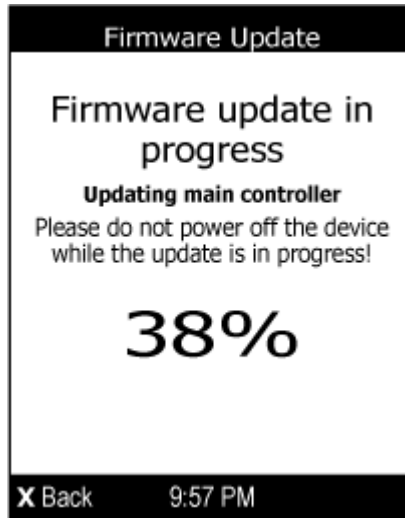 Firmware Update
Firmware update in
progress
Updating main controller
Please do not power off the device
while the update is in progress!
38%
X Back 9:57 PM